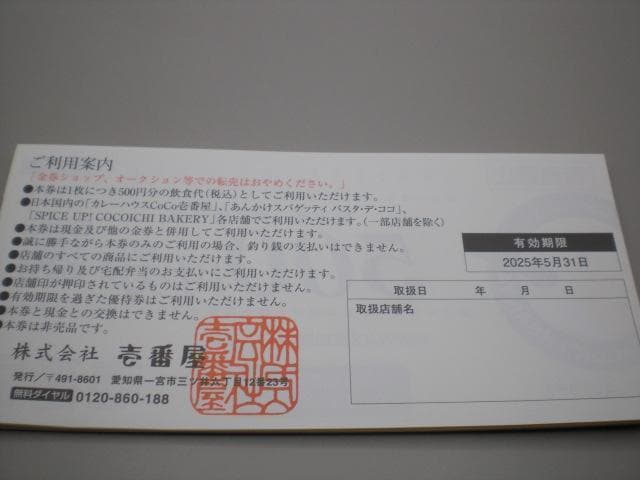 ご利用案内
「金券ショップ、オークション等での転売はおやめください。」
●本券は1枚につき500円分の飲食代(税込)としてご利用いただけます。
●日本国内の「カレーハウスCoCo壱番屋」、「あんかけスパゲッティ パスタ・デ・ココ」、
「SPICE UP! COCOICHI BAKERY」各店舗でご利用いただけます。(一部店舗を除く)
●本券は現金及び他の金券と併用してご利用いただけます。
●誠に勝手ながら本券のみのご利用の場合、釣り銭の支払いはできません。
●店舗のすべての商品にご利用いただけます。
●お持ち帰り及び宅配弁当のお支払いにご利用いただけます。
●店舗印が押印されているものはご利用いただけません。
●有効期限を過ぎた優待券はご利用いただけません。
●本券と現金との交換はできません。
●本券は非売品です。
株式会社 壱番屋
発行/〒491-8601 愛知県一宮市三ツ井六丁目12番23号
無料ダイヤル 0120-860-188
株式会社壱番屋
有効期限
2025年5月31日
取扱日 年 月 日
取扱店舗名